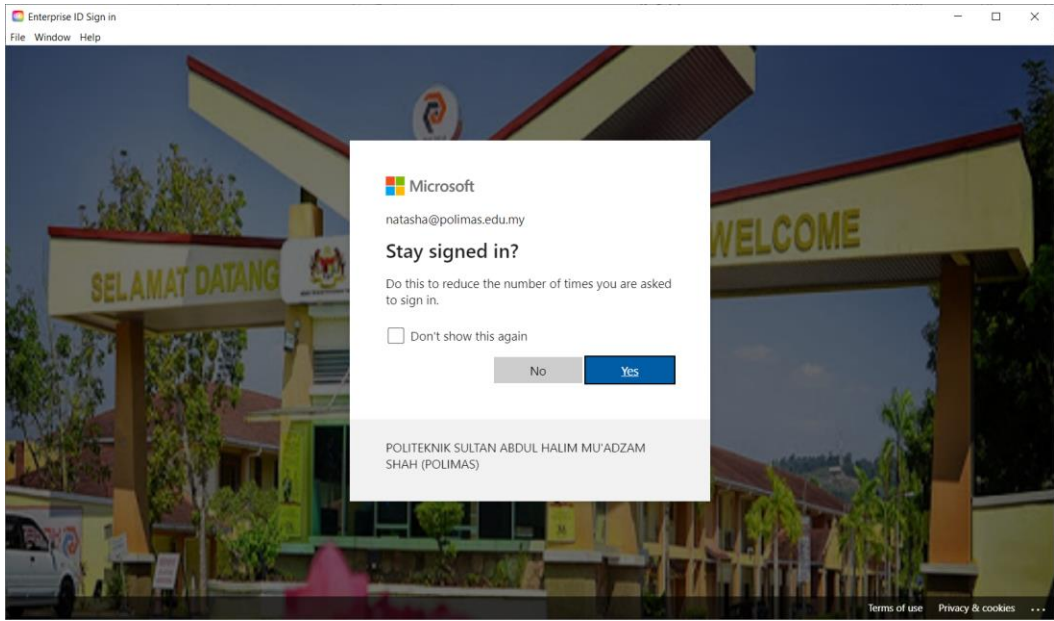 Enterprise ID Sign in
File Window Help
SELAMAT DATANG
WELCOME
Microsoft
natasha@polimas.edu.my
Stay signed in?
Do this to reduce the number of times you are asked
to sign in.
Don't show this again
No
Yes
POLITEKNIK SULTAN ABDUL HALIM MU'ADZAM
SHAH (POLIMAS)
Terms of use
Privacy & cookies
...